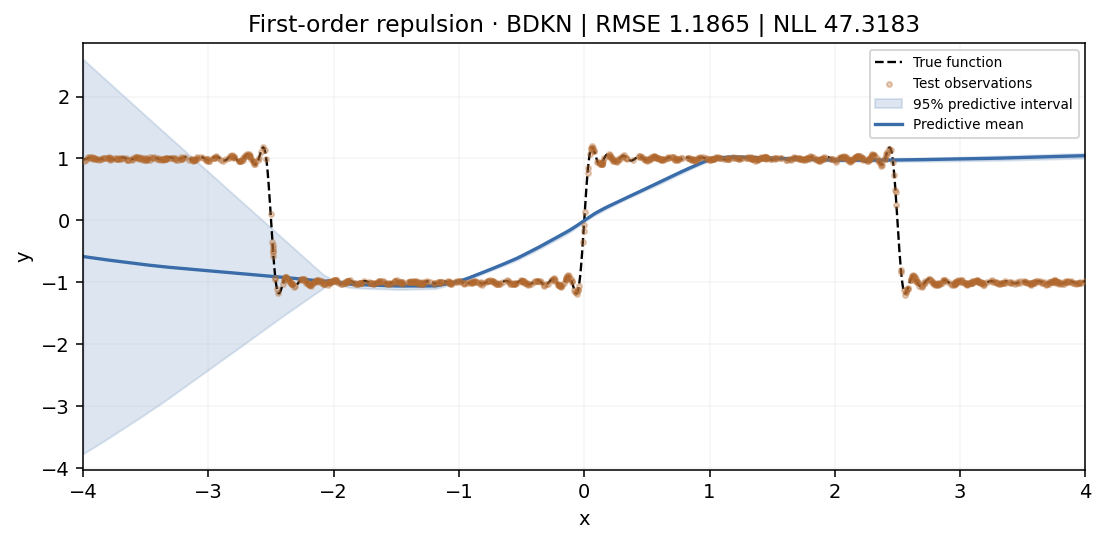 First-order repulsion · BDKN | RMSE 1.1865 | NLL 47.3183
True function
Test observations
95% predictive interval
Predictive mean
y
2
1
0
−1
−2
−3
−4
−4
−3
−2
−1
0
1
2
3
4
x